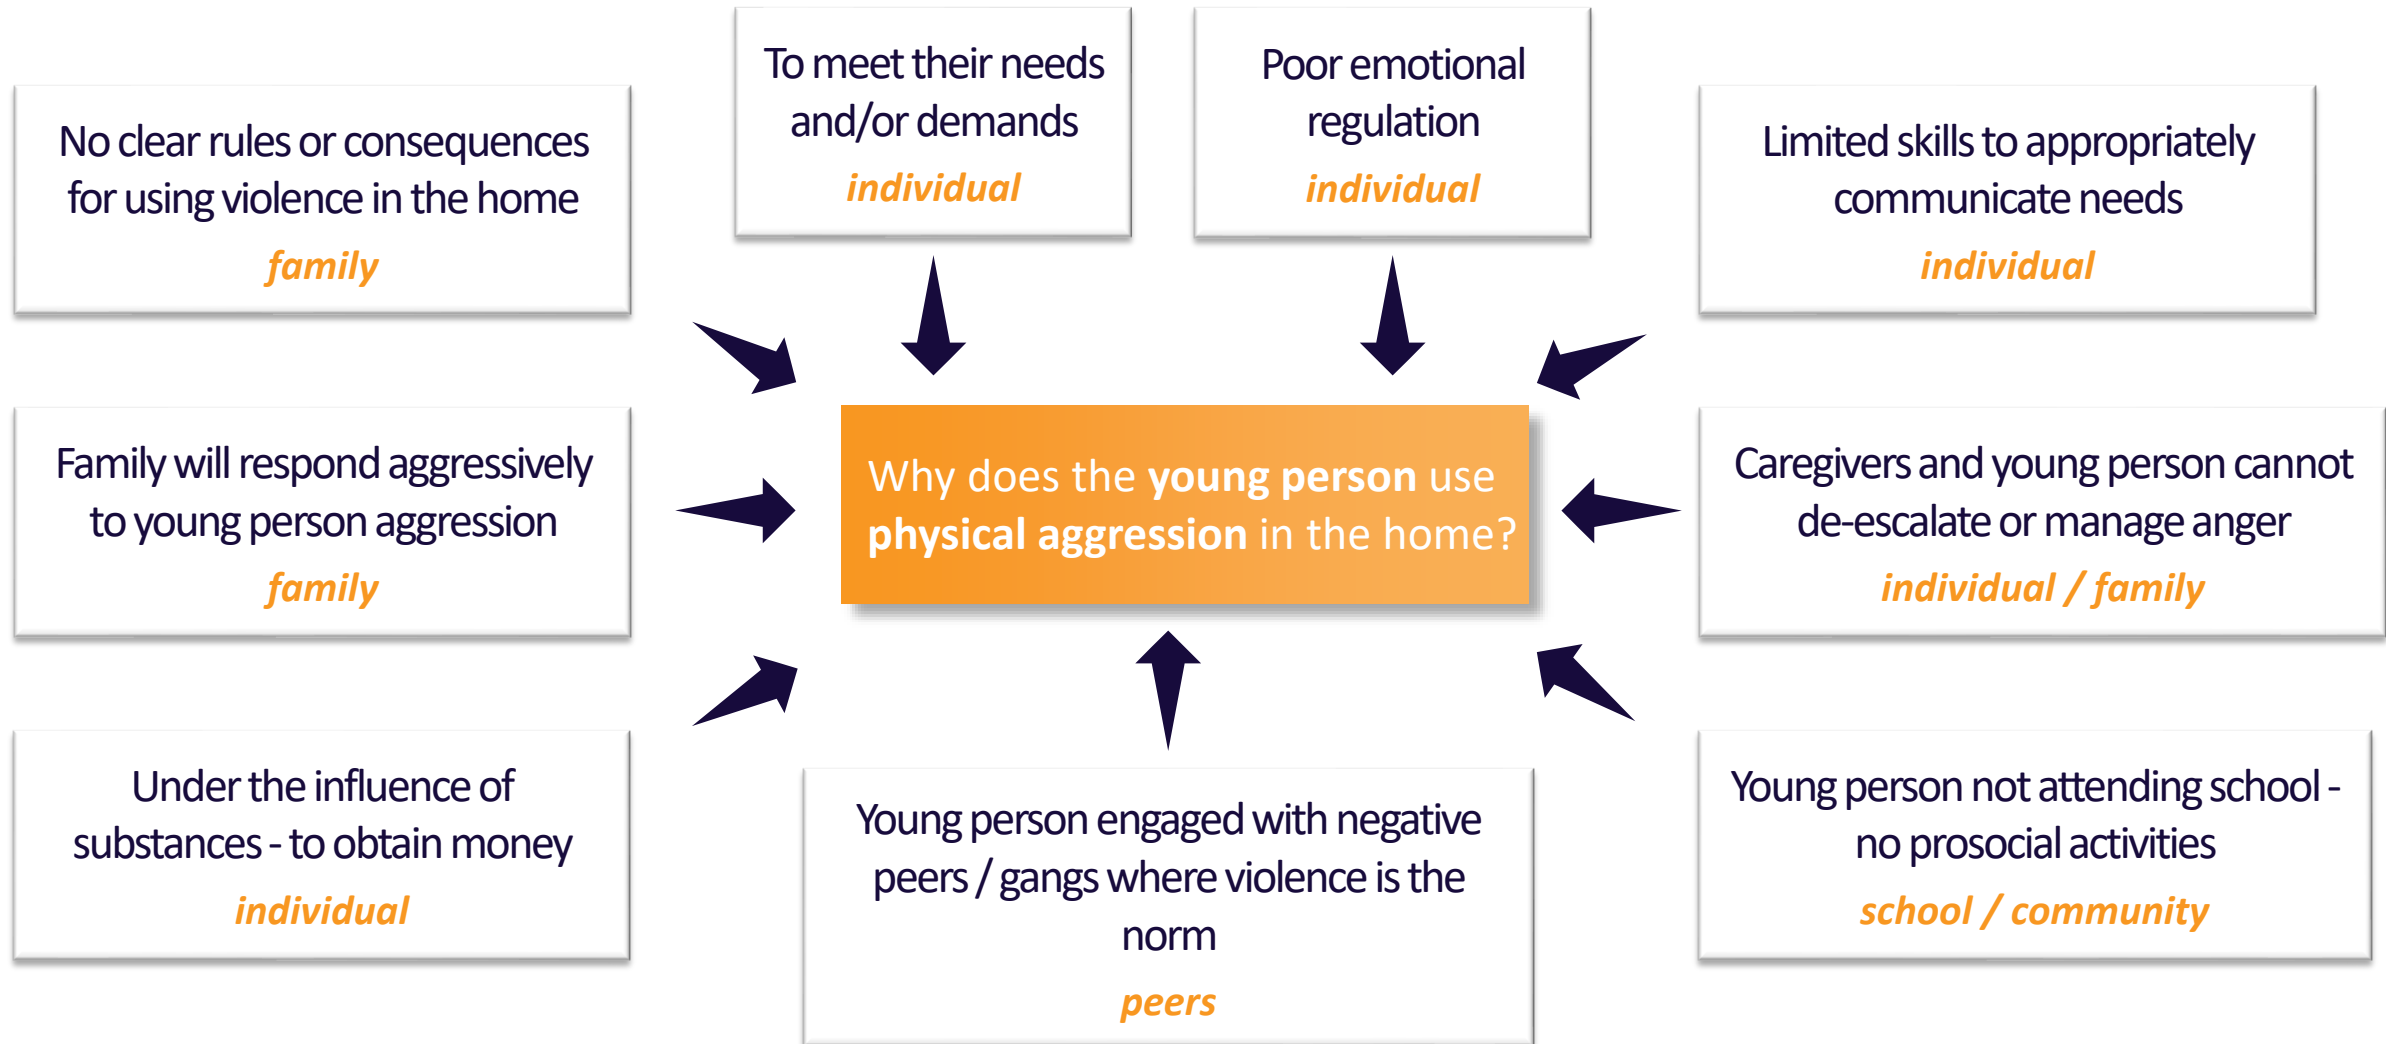 To meet their needs
and/or demands
individual
Poor emotional
regulation
individual
No clear rules or consequences
for using violence in the home
family
Limited skills to appropriately
communicate needs
individual
Family will respond aggressively
to young person aggression
family
Why does the young person use
physical aggression in the home?
Caregivers and young person cannot
de-escalate or manage anger
individual / family
Under the influence of
substances - to obtain money
individual
Young person engaged with negative
peers / gangs where violence is the
norm
peers
Young person not attending school -
no prosocial activities
school / community